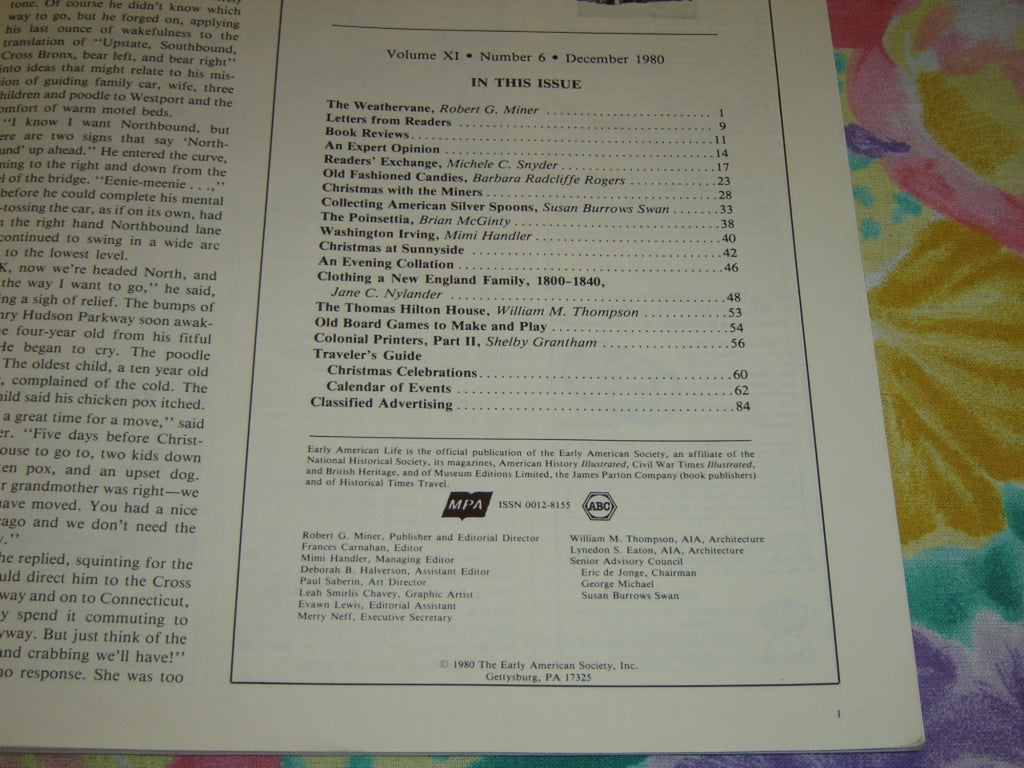 tone. Of course he didn't know which
way to go, but he forged on, applying
his last ounce of wakefulness to the
translation of "Upstate, Southbound,
Cross Bronx, bear left, and bear right"
into ideas that might relate to his mis-
ion of guiding family car, wife, three
hildren and poodle to Westport and the
omfort of warm motel beds.
"I know I want Northbound, but
ere are two signs that say 'North-
und' up ahead." He entered the curve,
ning to the right and down from the
l of the bridge. "Eenie-meenie . . .,"
before he could complete his mental
-tossing the car, as if on its own, had
n the right hand Northbound lane
continued to swing in a wide arc
to the lowest level.
K, now we're headed North, and
the way I want to go," he said,
ing a sigh of relief. The bumps of
nry Hudson Parkway soon awak-
e four-year old from his fitful
He began to cry. The poodle
The oldest child, a ten year old
, complained of the cold. The
hild said his chicken pox itched.
a great time for a move," said
er. "Five days before Christ-
ouse to go to, two kids down
en pox, and an upset dog.
r grandmother was right—we
have moved. You had a nice
ago and we don't need the
y."
he replied, squinting for the
uld direct him to the Cross
way and on to Connecticut,
y spend it commuting to
yway. But just think of the
and crabbing we'll have!"
no response. She was too
Volume XI • Number 6 • December 1980
IN THIS ISSUE
The Weathervane, Robert G. Miner . . . . 1
Letters from Readers . . . . 9
Book Reviews . . . . 11
An Expert Opinion . . . . 14
Readers' Exchange, Michele C. Snyder . . . . 17
Old Fashioned Candies, Barbara Radcliffe Rogers . . . . 23
Christmas with the Miners . . . . 28
Collecting American Silver Spoons, Susan Burrows Swan . . . . 33
The Poinsettia, Brian McGinty . . . . 38
Washington Irving, Mimi Handler . . . . 40
Christmas at Sunnyside . . . . 42
An Evening Collation . . . . 46
Clothing a New England Family, 1800–1840,
Jane C. Nylander . . . . 48
The Thomas Hilton House, William M. Thompson . . . . 53
Old Board Games to Make and Play . . . . 54
Colonial Printers, Part II, Shelby Grantham . . . . 56
Traveler's Guide
Christmas Celebrations . . . . 60
Calendar of Events . . . . 62
Classified Advertising . . . . 84
Early American Life is the official publication of the Early American Society, an affiliate of the
National Historical Society, its magazines, American History Illustrated, Civil War Times Illustrated,
and British Heritage, and of Museum Editions Limited, the James Parton Company (book publishers)
and of Historical Times Travel.
MPA ISSN 0012-8155 ABC
Robert G. Miner, Publisher and Editorial Director
Frances Carnahan, Editor
Mimi Handler, Managing Editor
Deborah B. Halverson, Assistant Editor
Paul Saberin, Art Director
Leah Smirlis Chavey, Graphic Artist
Evawn Lewis, Editorial Assistant
Merry Neff, Executive Secretary
William M. Thompson, AIA, Architecture
Lynedon S. Eaton, AIA, Architecture
Senior Advisory Council
Eric de Jonge, Chairman
George Michael
Susan Burrows Swan
© 1980 The Early American Society, Inc.
Gettysburg, PA 17325
1